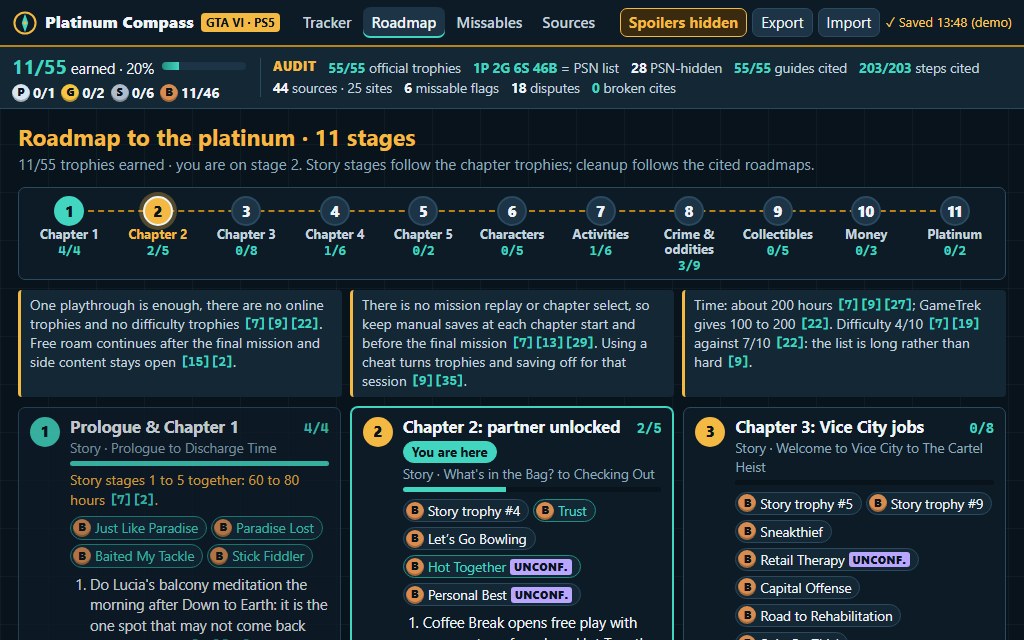 Platinum Compass GTA VI · PS5 Tracker Roadmap Missables Sources Spoilers hidden Export Import ✓ Saved 13:48 (demo)
11/55 earned · 20%
P 0/1 G 0/2 S 0/6 B 11/46
AUDIT 55/55 official trophies 1P 2G 6S 46B = PSN list 28 PSN-hidden 55/55 guides cited 203/203 steps cited
44 sources · 25 sites 6 missable flags 18 disputes 0 broken cites
Roadmap to the platinum · 11 stages
11/55 trophies earned · you are on stage 2. Story stages follow the chapter trophies; cleanup follows the cited roadmaps.
1 2 3 4 5 6 7 8 9 10 11
Chapter 1 Chapter 2 Chapter 3 Chapter 4 Chapter 5 Characters Activities Crime & oddities Collectibles Money Platinum
4/4 2/5 0/8 1/6 0/2 0/5 1/6 3/9 0/5 0/3 0/2
One playthrough is enough, there are no online
trophies and no difficulty trophies [7] [9] [22].
Free roam continues after the final mission and
side content stays open [15] [2].
There is no mission replay or chapter select, so
keep manual saves at each chapter start and
before the final mission [7] [13] [29]. Using a
cheat turns trophies and saving off for that
session [9] [35].
Time: about 200 hours [7] [9] [27]; GameTrek
gives 100 to 200 [22]. Difficulty 4/10 [7] [19]
against 7/10 [22]: the list is long rather than
hard [9].
1 Prologue & Chapter 1 4/4
Story · Prologue to Discharge Time
Story stages 1 to 5 together: 60 to 80
hours [7] [2].
B Just Like Paradise B Paradise Lost
B Baited My Tackle B Stick Fiddler
1. Do Lucia's balcony meditation the
morning after Down to Earth: it is the
one spot that may not come back
2 Chapter 2: partner unlocked 2/5
You are here
Story · What's in the Bag? to Checking Out
B Story trophy #4 B Trust
B Let's Go Bowling
B Hot Together UNCONF.
B Personal Best UNCONF.
1. Coffee Break opens free play with
3 Chapter 3: Vice City jobs 0/8
Story · Welcome to Vice City to The Cartel
Heist
B Story trophy #5 B Story trophy #9
B Sneakthief
B Retail Therapy UNCONF.
B Capital Offense
B Road to Rehabilitation